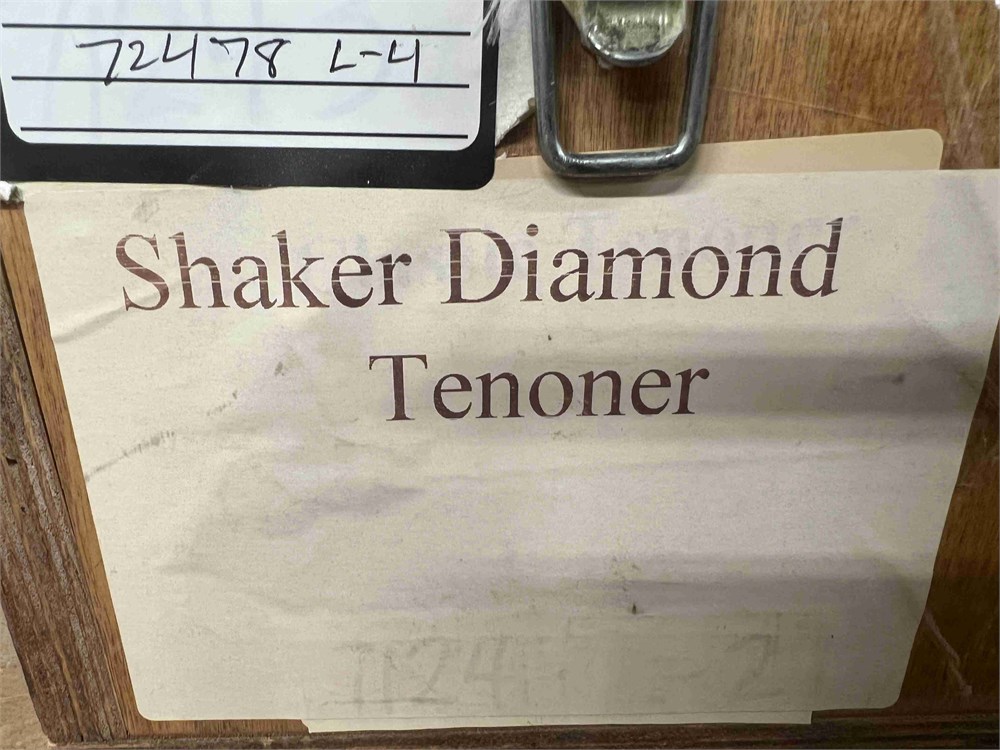 72478 L-4
Shaker Diamond
Tenoner